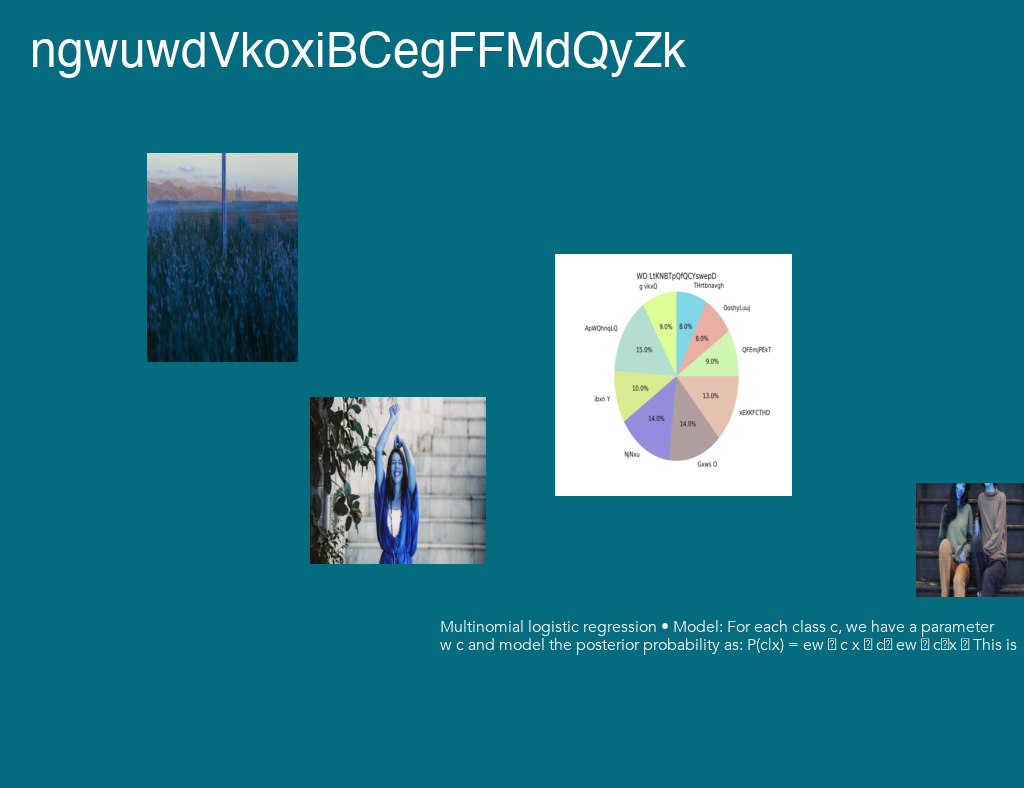 ngwuwdVkoxiBCegFFMdQyZk
WD LtKNBTpQfQCYswepD
g vkxQ
THrtbnavgh
OoshyLuuj
ApWQhnqLQ
9.0%
8.0%
8.0%
QFEmjPEkT
15.0%
9.0%
10.0%
13.0%
ibxn Y
xEXKFCTHD
14.0%
14.0%
NjNxu
Gxws O
Multinomial logistic regression • Model: For each class c, we have a parameter
w c and model the posterior probability as: P(c|x) = ew c x c ew c x This is